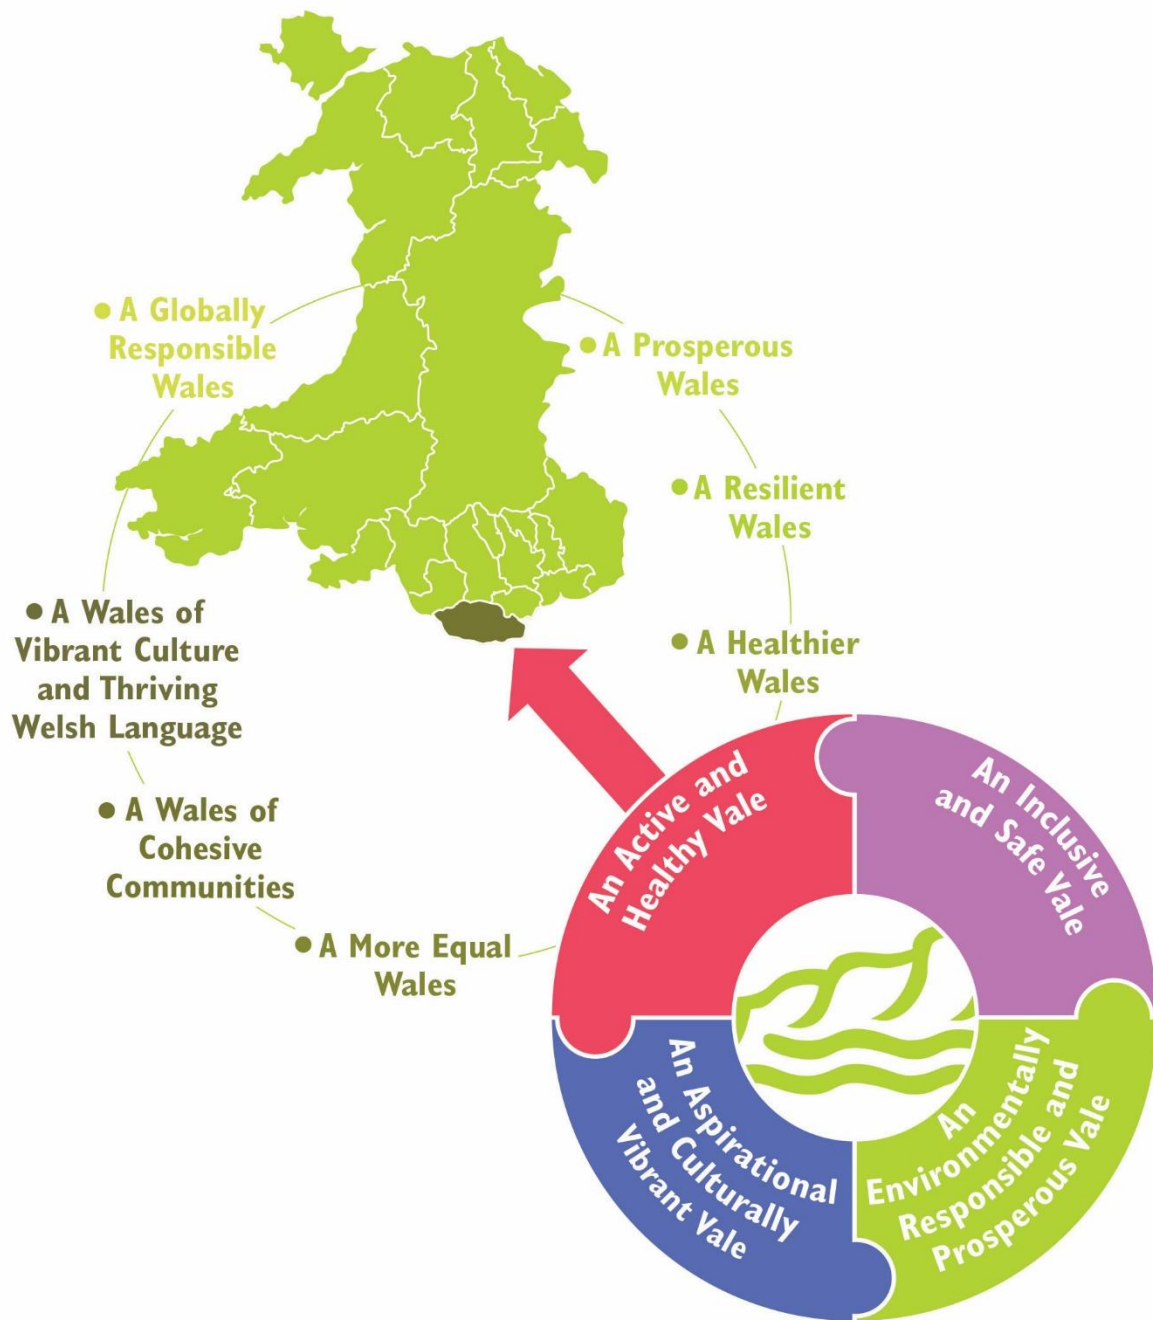 • A Globally
Responsible
Wales
• A Prosperous
Wales
• A Resilient
Wales
• A Healthier
Wales
• A Wales of
Vibrant Culture
and Thriving
Welsh Language
• A Wales of
Cohesive
Communities
• A More Equal
Wales
An Active and
Healthy Vale
An Inclusive
and Safe Vale
An Aspirational
and Culturally
Vibrant Vale
An
Environmentally
Responsible and
Prosperous Vale